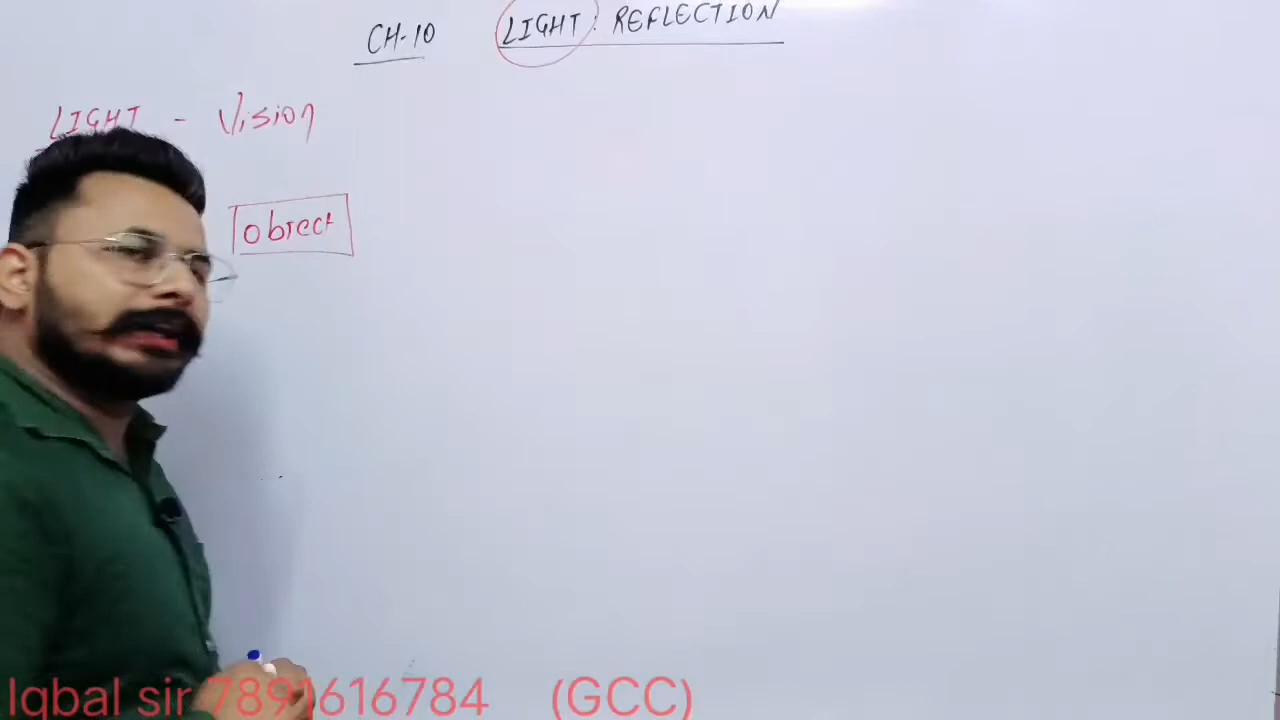 CH-10 LIGHT: REFLECTION
LIGHT - Vision
object
Iqbal sir 7891616784 (GCC)